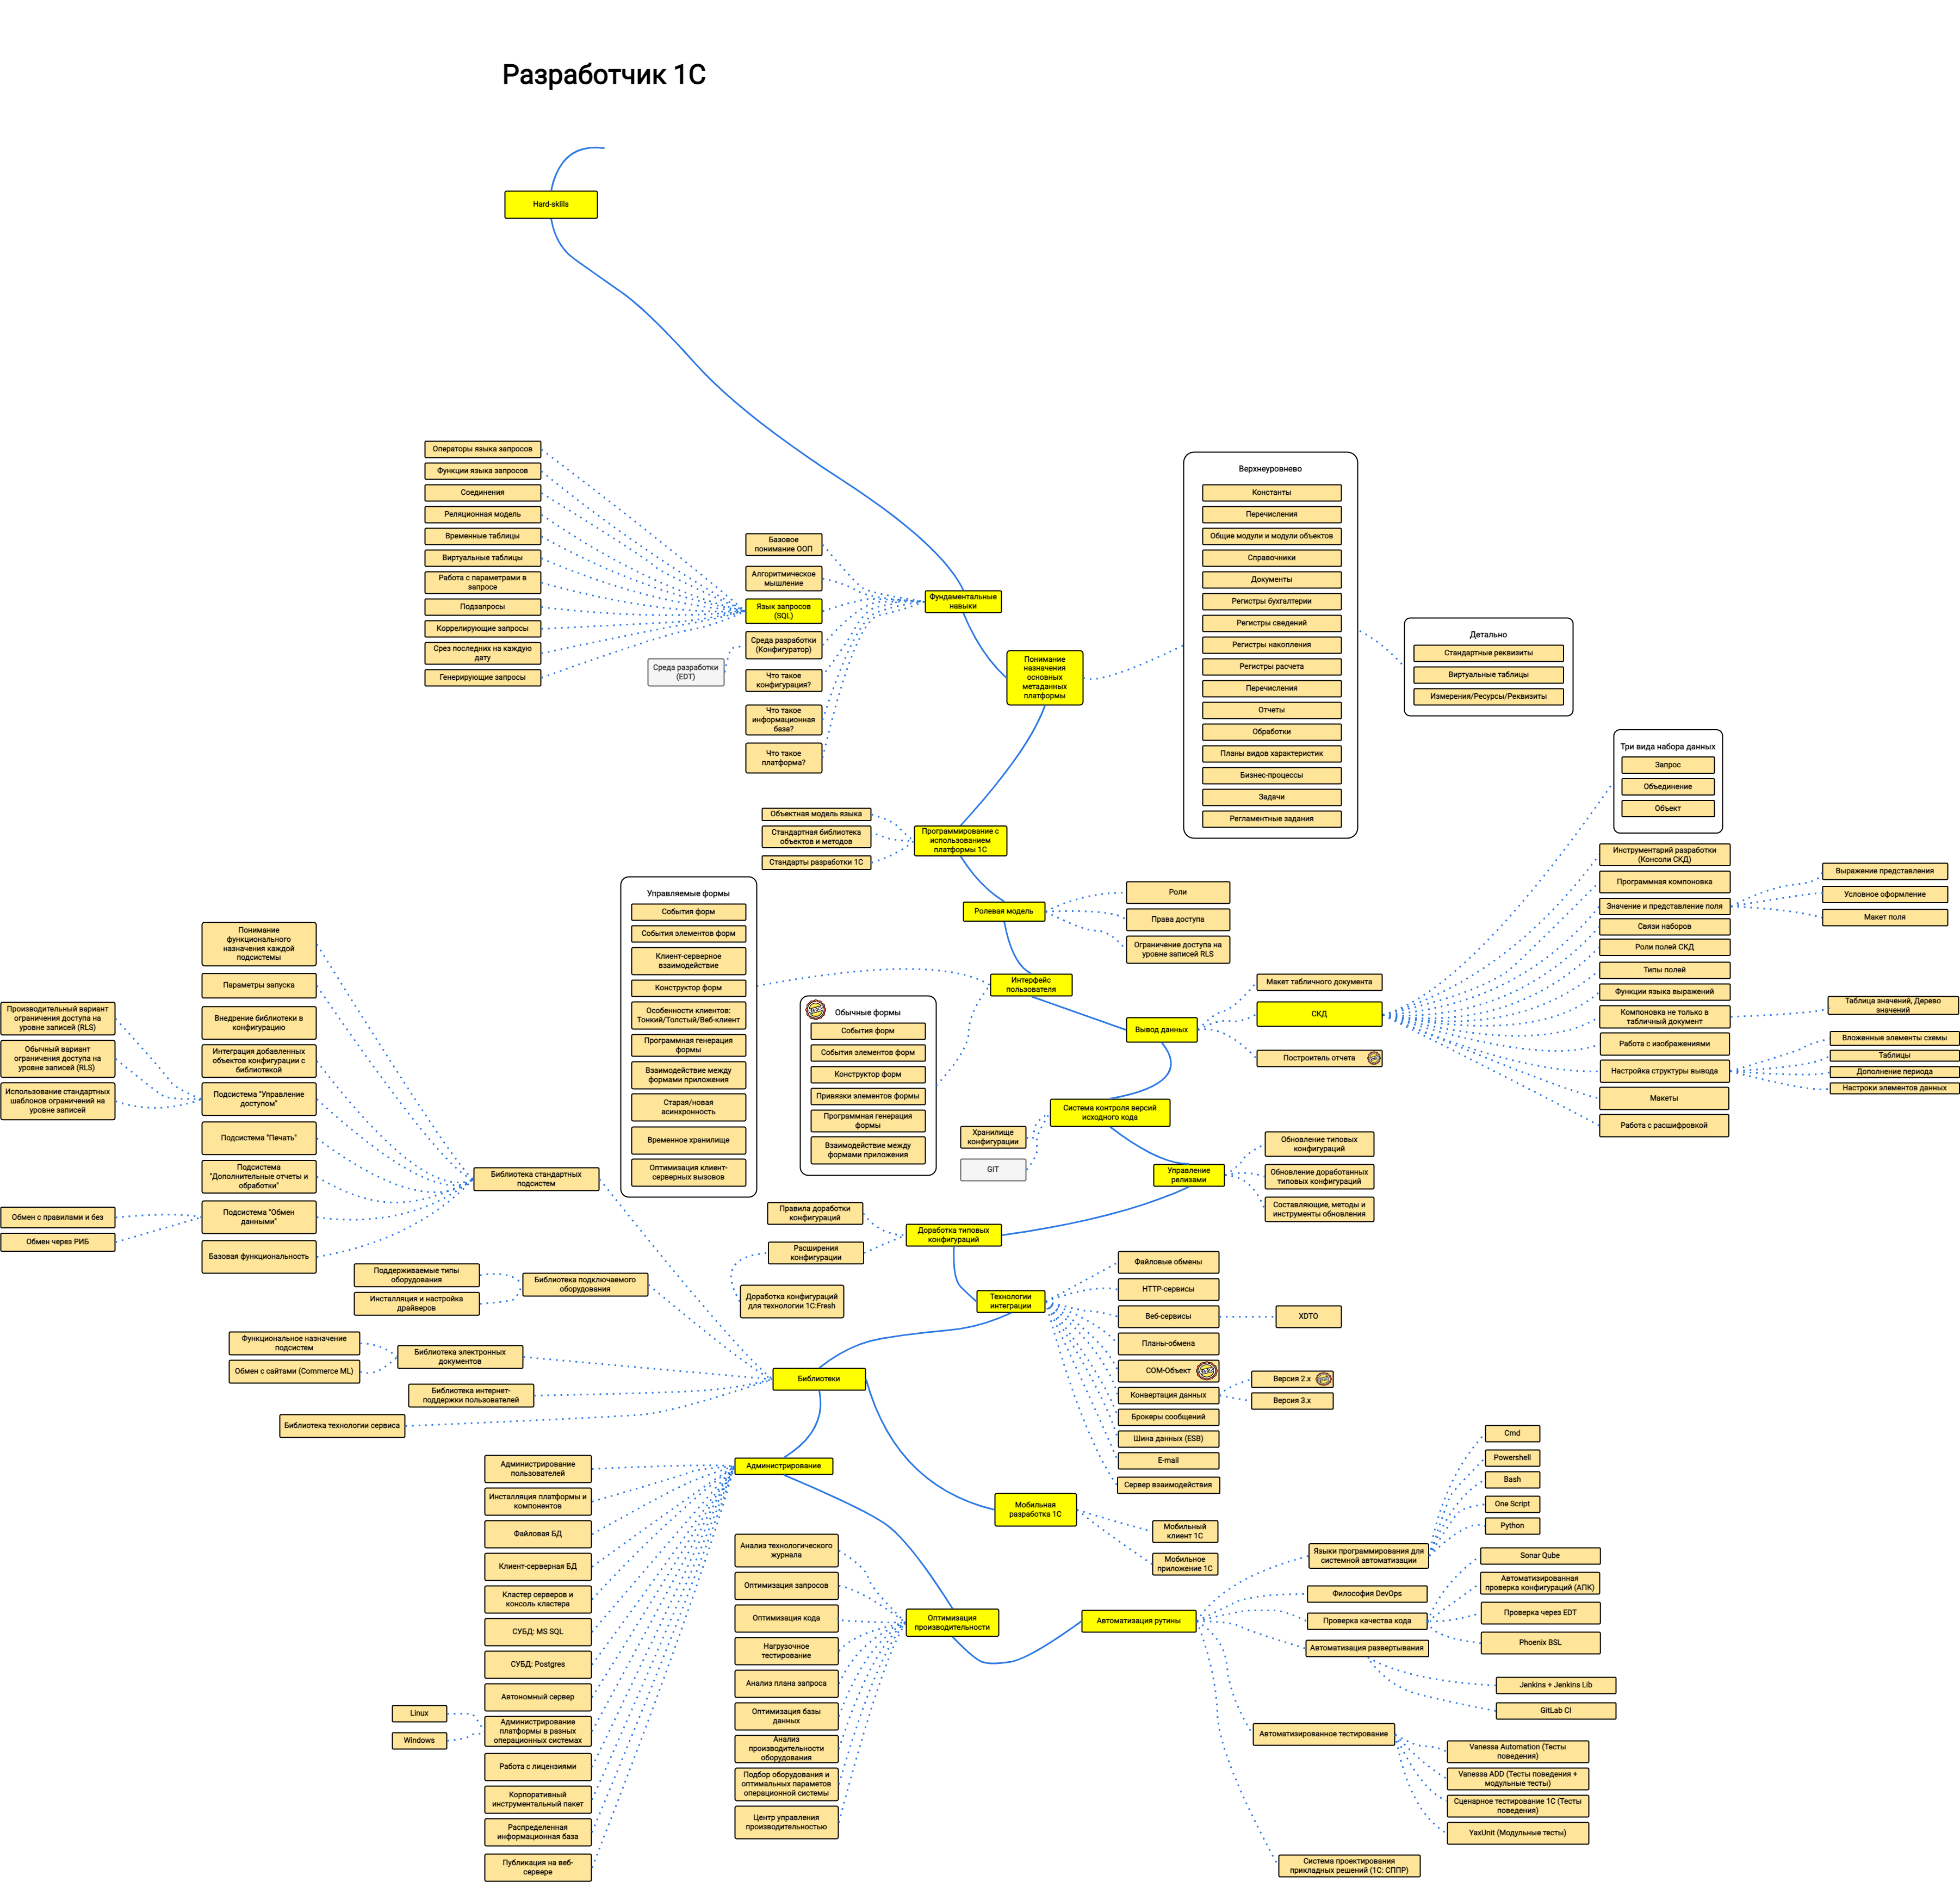 Разработчик 1С
Hard-skills
Операторы языка запросов
Функции языка запросов
Соединения
Реляционная модель
Временные таблицы
Виртуальные таблицы
Работа с параметрами в
запросе
Подзапросы
Коррелирующие запросы
Срез последних на каждую
дату
Генерирующие запросы
Базовое
понимание ООП
Алгоритмическое
мышление
Язык запросов
(SQL)
Среда разработки
(Конфигуратор)
Среда разработки
(EDT)
Что такое
конфигурация?
Что такое
информационная
база?
Что такое
платформа?
Фундаментальные
навыки
Понимание
назначения
основных
метаданных
платформы
Верхнеуровнево
Константы
Перечисления
Общие модули и модули объектов
Справочники
Документы
Регистры бухгалтерии
Регистры сведений
Регистры накопления
Регистры расчета
Перечисления
Отчеты
Обработки
Планы видов характеристик
Бизнес-процессы
Задачи
Регламентные задания
Детально
Стандартные реквизиты
Виртуальные таблицы
Измерения/Ресурсы/Реквизиты
Объектная модель языка
Стандартная библиотека
объектов и методов
Стандарты разработки 1С
Программирование с
использованием
платформы 1С
Ролевая модель
Роли
Права доступа
Ограничение доступа на
уровне записей RLS
Интерфейс
пользователя
Управляемые формы
События форм
События элементов форм
Клиент-серверное
взаимодействие
Конструктор форм
Особенности клиентов:
Тонкий/Толстый/Веб-клиент
Программная генерация
формы
Взаимодействие между
формами приложения
Старая/новая
асинхронность
Временное хранилище
Оптимизация клиент-
серверных вызовов
Обычные формы
События форм
События элементов форм
Конструктор форм
Привязки элементов формы
Программная генерация
формы
Взаимодействие между
формами приложения
Вывод данных
Макет табличного документа
СКД
Построитель отчета
Три вида набора данных
Запрос
Объединение
Объект
Инструментарий разработки
(Консоли СКД)
Программная компоновка
Значение и представление поля
Связи наборов
Роли полей СКД
Типы полей
Функции языка выражений
Компоновка не только в
табличный документ
Работа с изображениями
Настройка структуры вывода
Макеты
Работа с расшифровкой
Выражение представления
Условное оформление
Макет поля
Таблица значений, Дерево
значений
Вложенные элементы схемы
Таблицы
Дополнение периода
Настроки элементов данных
Система контроля версий
исходного кода
Хранилище
конфигурации
GIT
Управление
релизами
Обновление типовых
конфигураций
Обновление доработанных
типовых конфигураций
Составляющие, методы и
инструменты обновления
Доработка типовых
конфигураций
Правила доработки
конфигураций
Расширения
конфигурации
Доработка конфигураций
для технологии 1C:Fresh
Технологии
интеграции
Файловые обмены
HTTP-сервисы
Веб-сервисы
XDTO
Планы-обмена
COM-Объект
Конвертация данных
Версия 2.x
Версия 3.x
Брокеры сообщений
Шина данных (ESB)
E-mail
Сервер взаимодействия
Библиотеки
Библиотека стандартных
подсистем
Понимание
функционального
назначения каждой
подсистемы
Параметры запуска
Внедрение библиотеки в
конфигурацию
Интеграция добавленных
объектов конфигурации с
библиотекой
Подсистема "Управление
доступом"
Подсистема "Печать"
Подсистема
"Дополнительные отчеты и
обработки"
Подсистема "Обмен
данными"
Базовая функциональность
Производительный вариант
ограничения доступа на
уровне записей (RLS)
Обычный вариант
ограничения доступа на
уровне записей (RLS)
Использование стандартных
шаблонов ограничений на
уровне записей
Обмен с правилами и без
Обмен через РИБ
Библиотека подключаемого
оборудования
Поддерживаемые типы
оборудования
Инсталляция и настройка
драйверов
Библиотека электронных
документов
Функциональное назначение
подсистем
Обмен с сайтами (Commerce ML)
Библиотека интернет-
поддержки пользователей
Библиотека технологии сервиса
Администрирование
Администрирование
пользователей
Инсталляция платформы и
компонентов
Файловая БД
Клиент-серверная БД
Кластер серверов и
консоль кластера
СУБД: MS SQL
СУБД: Postgres
Автономный сервер
Администрирование
платформы в разных
операционных системах
Linux
Windows
Работа с лицензиями
Корпоративный
инструментальный пакет
Распределенная
информационная база
Публикация на веб-
сервере
Мобильная
разработка 1С
Мобильный
клиент 1С
Мобильное
приложение 1С
Оптимизация
производительности
Анализ технологического
журнала
Оптимизация запросов
Оптимизация кода
Нагрузочное
тестирование
Анализ плана запроса
Оптимизация базы
данных
Анализ
производительности
оборудования
Подбор оборудования и
оптимальных параметов
операционной системы
Центр управления
производительностью
Автоматизация рутины
Языки программирования для
системной автоматизации
Cmd
Powershell
Bash
One Script
Python
Философия DevOps
Проверка качества кода
Sonar Qube
Автоматизированная
проверка конфигураций (АПК)
Проверка через EDT
Phoenix BSL
Автоматизация развертывания
Jenkins + Jenkins Lib
GitLab CI
Автоматизированное тестирование
Vanessa Automation (Тесты
поведения)
Vanessa ADD (Тесты поведения +
модульные тесты)
Сценарное тестирование 1С (Тесты
поведения)
YaxUnit (Модульные тесты)
Система проектирования
прикладных решений (1С: СППР)